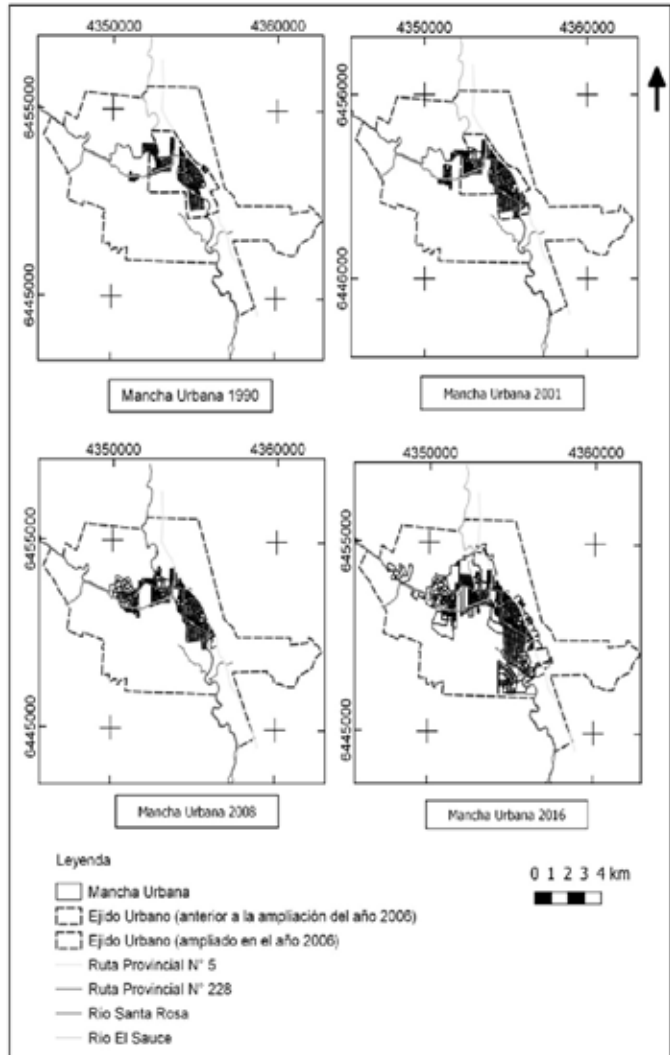 4350000 4360000
6455000
6445000
Mancha Urbana 1990
4350000 4360000
6456000
6446000
Mancha Urbana 2001
4350000 4360000
6455000
6445000
Mancha Urbana 2008
4350000 4360000
6455000
6445000
Mancha Urbana 2016
Leyenda
Mancha Urbana
Ejido Urbano (anterior a la ampliación del año 2006)
Ejido Urbano (ampliado en el año 2006)
Ruta Provincial N° 5
Ruta Provincial N° 228
Rio Santa Rosa
Rio El Sauce
0 1 2 3 4 km